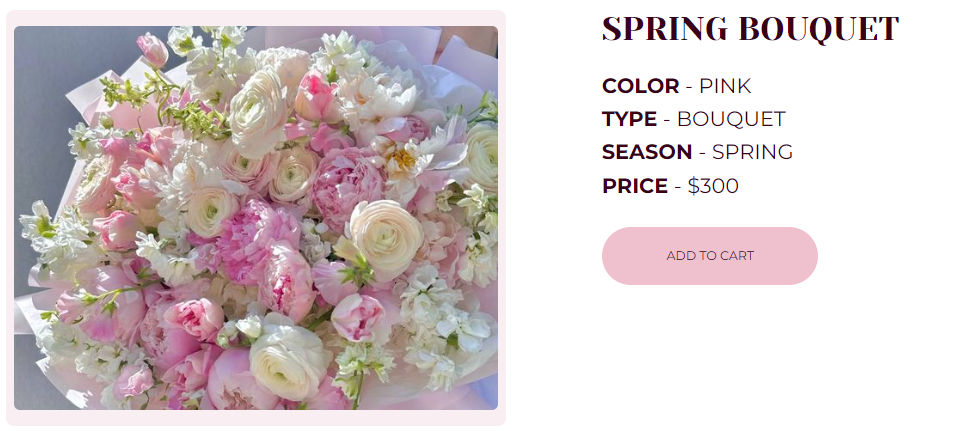 SPRING BOUQUET
COLOR - PINK
TYPE - BOUQUET
SEASON - SPRING
PRICE - $300
ADD TO CART